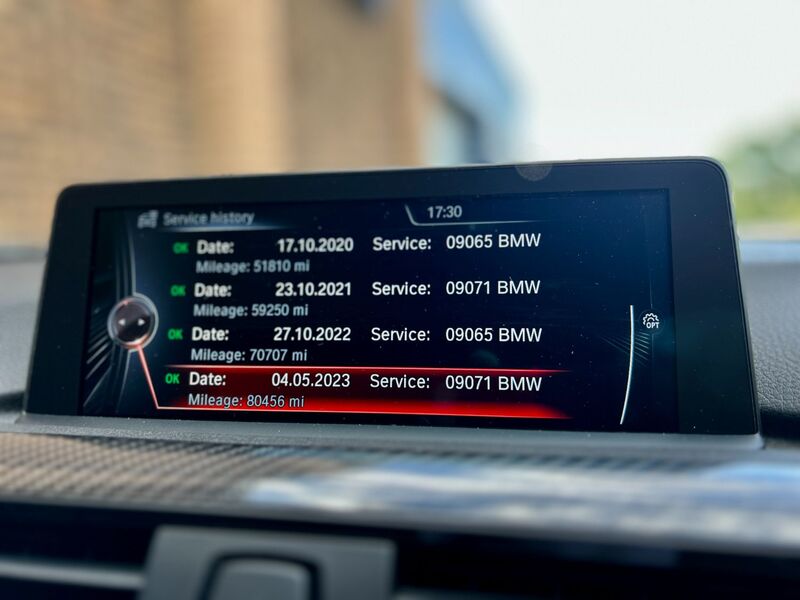 Service history 17:30
OK Date: 17.10.2020 Service: 09065 BMW
Mileage: 51810 mi
OK Date: 23.10.2021 Service: 09071 BMW
Mileage: 59250 mi
OK Date: 27.10.2022 Service: 09065 BMW
Mileage: 70707 mi
OK Date: 04.05.2023 Service: 09071 BMW
Mileage: 80456 mi
OPT